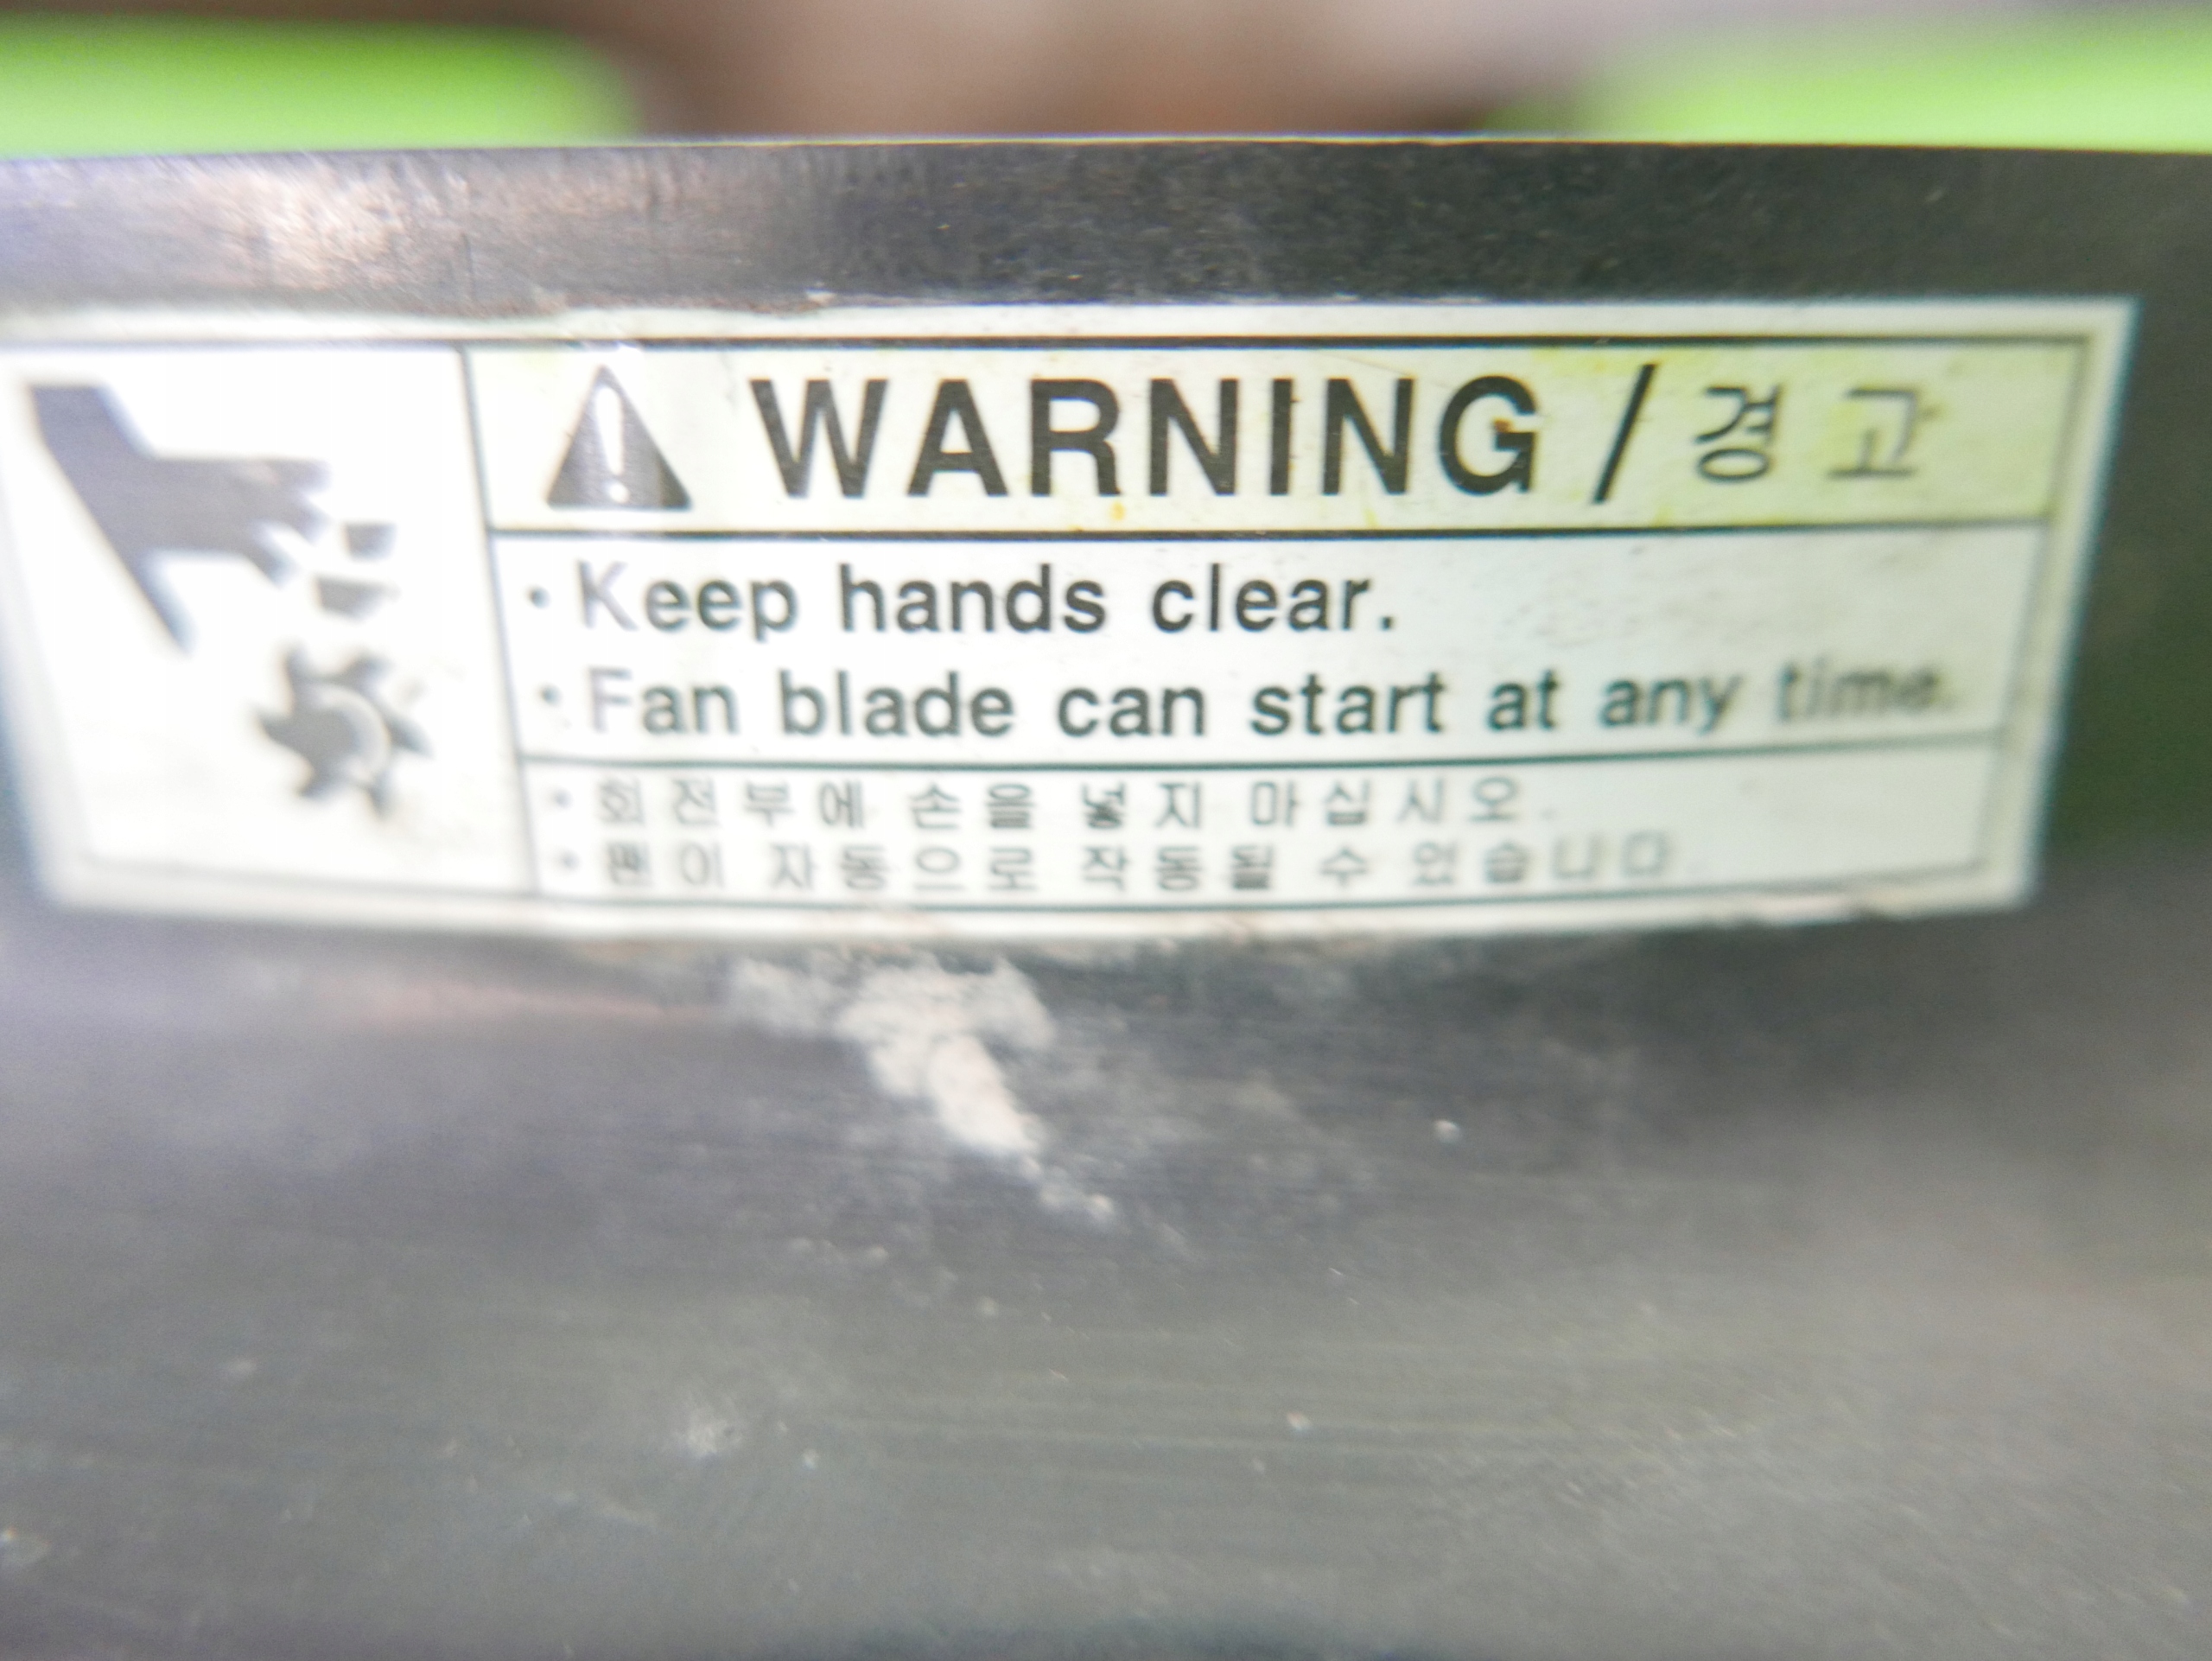 WARNING / 경 고
• Keep hands clear.
• Fan blade can start at any time.
• 회전부에 손을 넣지 마십시오.
• 팬이 자동으로 작동될 수 있습니다.